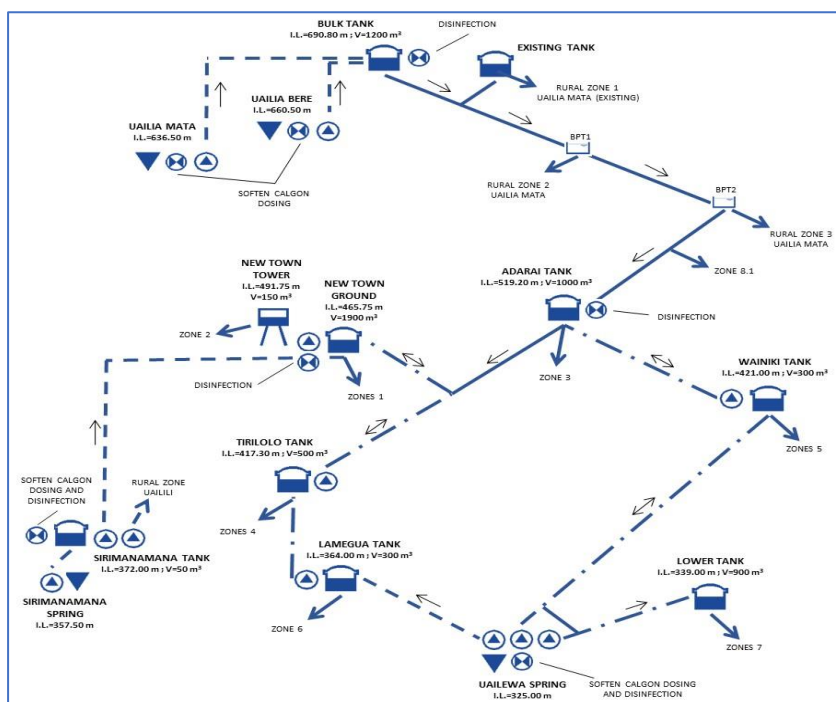 BULK TANK
I.L.=690.80 m ; V=1200 m³
DISINFECTION
EXISTING TANK
RURAL ZONE 1
UAILIA MATA (EXISTING)
UAILIA BERE
I.L.=660.50 m
UAILIA MATA
I.L.=636.50 m
SOFTEN CALGON
DOSING
BPT1
RURAL ZONE 2
UAILIA MATA
BPT2
RURAL ZONE 3
UAILIA MATA
ZONE 8.1
ADARAI TANK
I.L.=519.20 m ; V=1000 m³
DISINFECTION
NEW TOWN
TOWER
I.L.=491.75 m
V=150 m³
NEW TOWN
GROUND
I.L.=465.75 m
V=1900 m³
ZONE 2
DISINFECTION
ZONES 1
ZONE 3
WAINIKI TANK
I.L.=421.00 m ; V=300 m³
ZONES 5
TIRILOLO TANK
I.L.=417.30 m ; V=500 m³
ZONES 4
SOFTEN CALGON
DOSING AND
DISINFECTION
RURAL ZONE
UAILILI
SIRIMANAMANA TANK
I.L.=372.00 m ; V=50 m³
SIRIMANAMANA
SPRING
I.L.=357.50 m
LAMEGUA TANK
I.L.=364.00 m ; V=300 m³
ZONE 6
LOWER TANK
I.L.=339.00 m ; V=900 m³
ZONES 7
UAILEWA SPRING
I.L.=325.00 m
SOFTEN CALGON DOSING
AND DISINFECTION